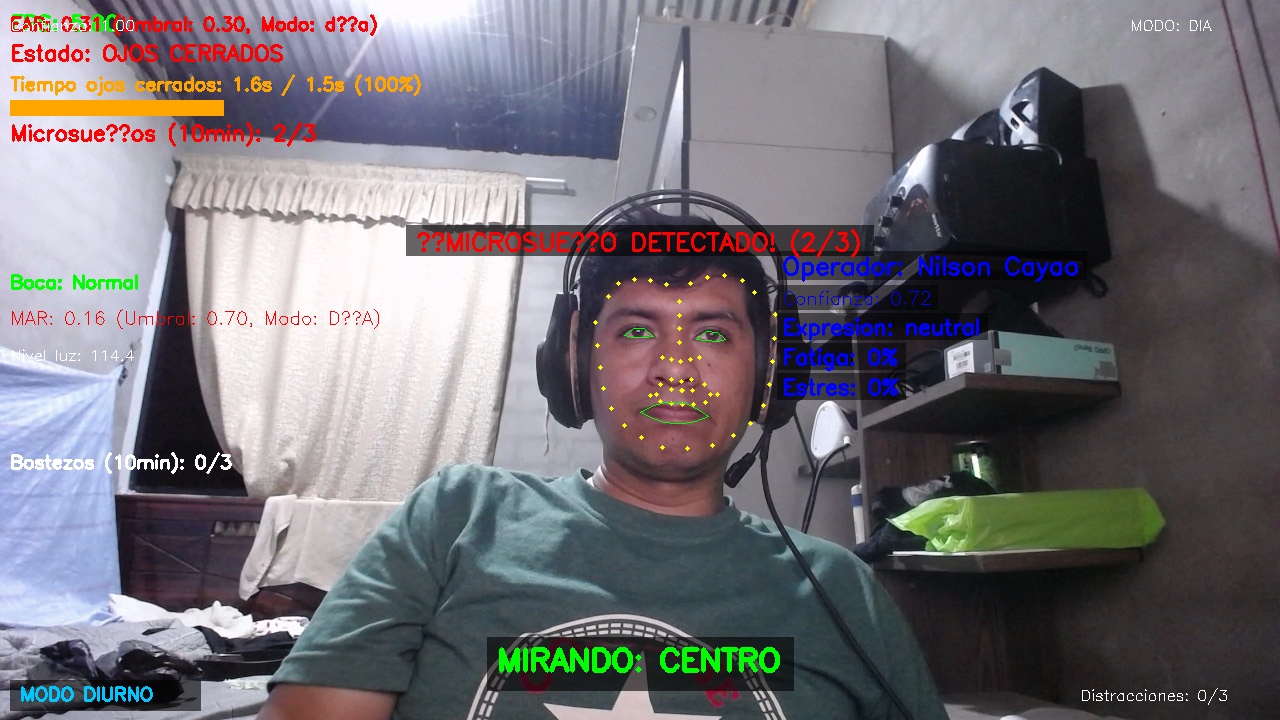 EAR: 0.31 (Umbral: 0.30, Modo: d??a)
Confianza: 1.00
MODO: DIA
Estado: OJOS CERRADOS
Tiempo ojos cerrados: 1.6s / 1.5s (100%)
Microsue??os (10min): 2/3
??MICROSUE??O DETECTADO! (2/3)
Operador: Nilson Cayao
Boca: Normal
Confianza: 0.72
MAR: 0.16 (Umbral: 0.70, Modo: D??A)
Expresion: neutral
Nivel luz: 114.4
Fatiga: 0%
Estres: 0%
Bostezos (10min): 0/3
MIRANDO: CENTRO
MODO DIURNO
Distracciones: 0/3